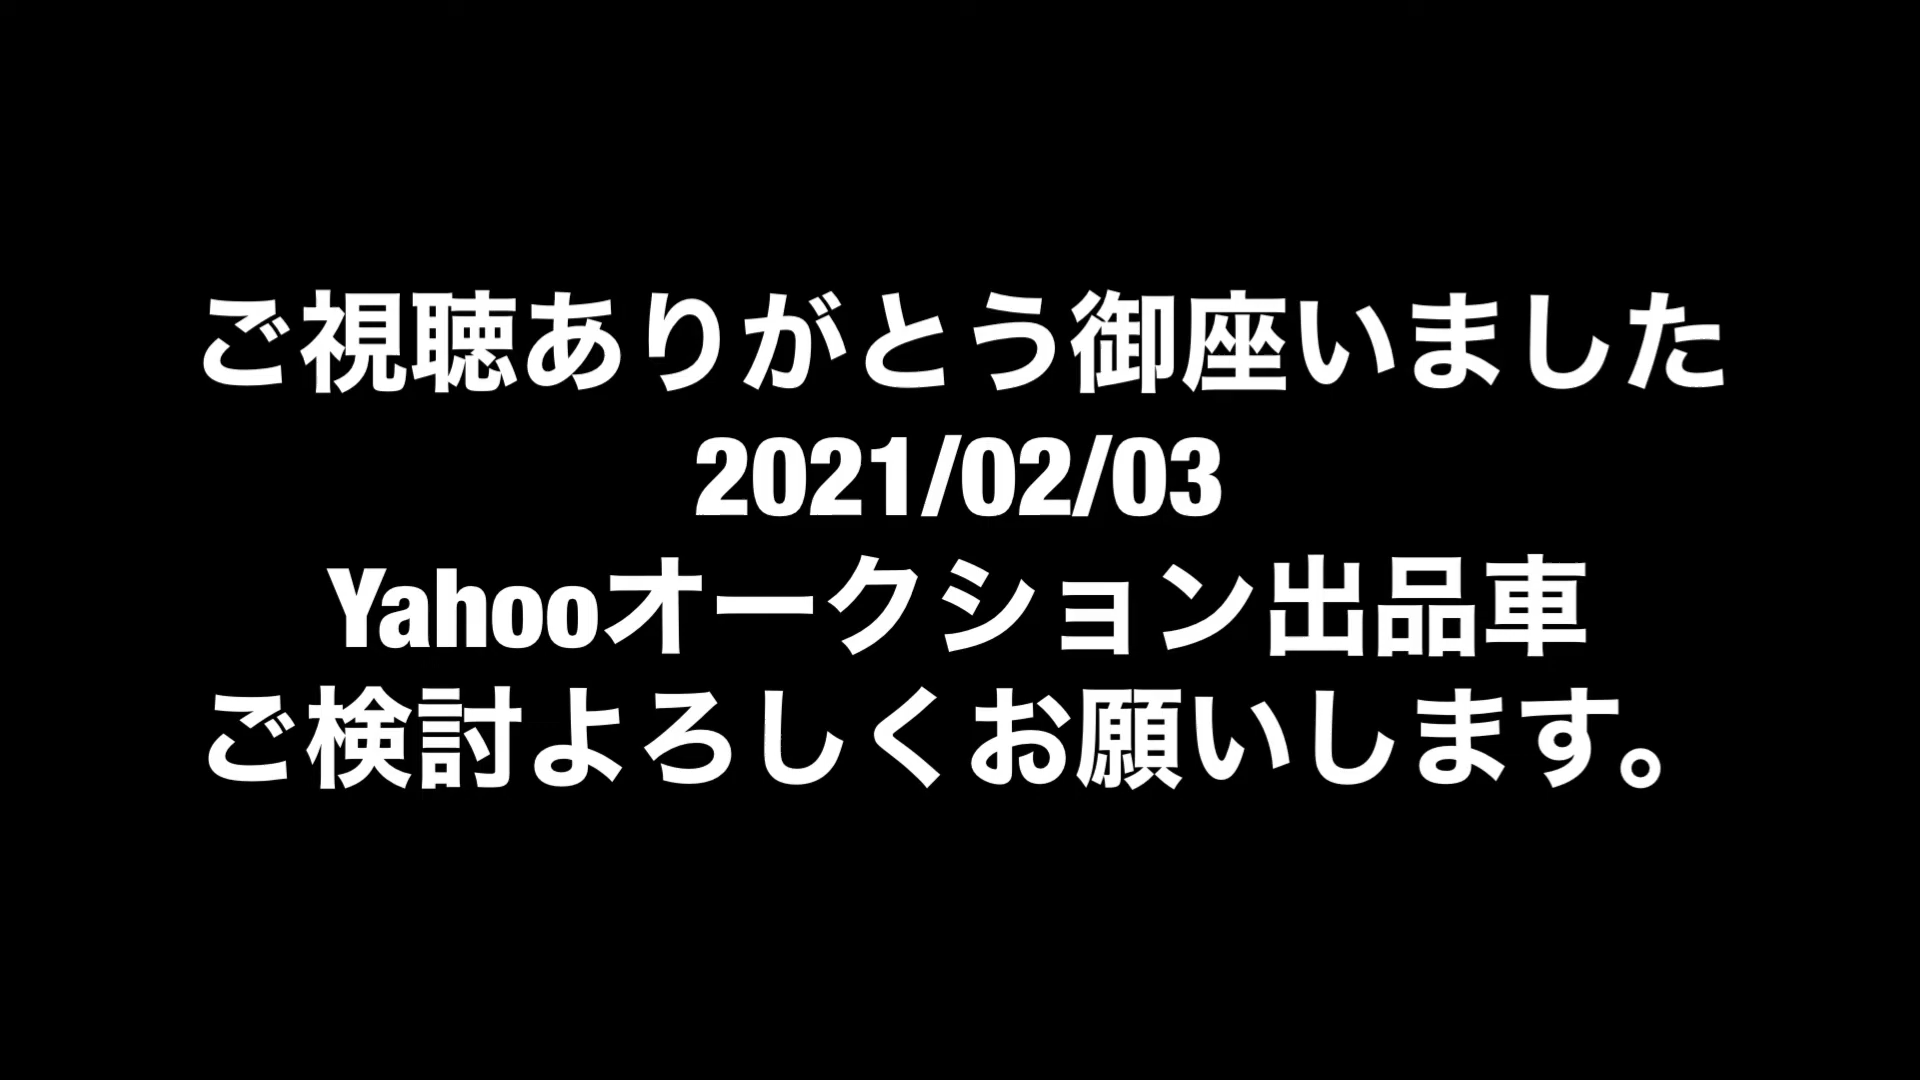 ご視聴ありがとう御座いました
2021/02/03
Yahooオークション出品車
ご検討よろしくお願いします。